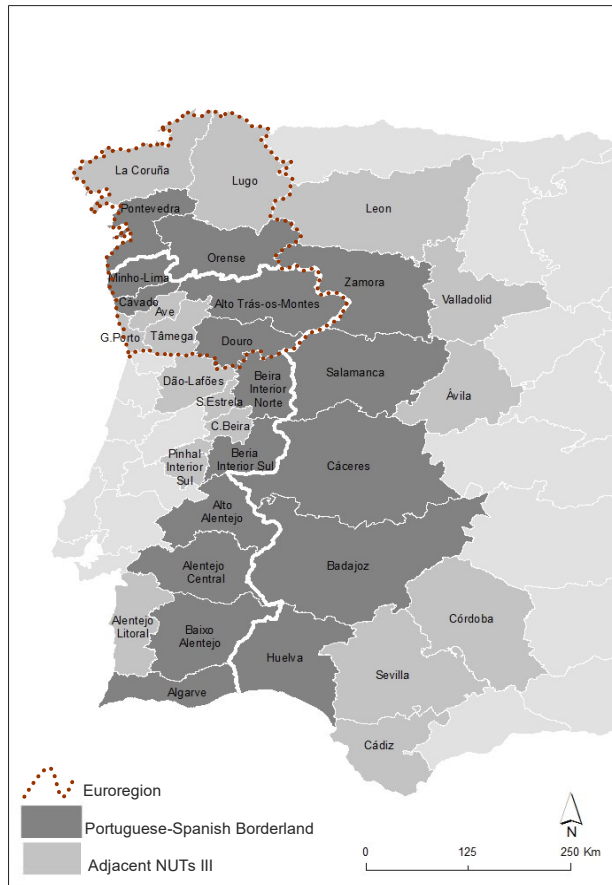 La Coruña
Lugo
Leon
Pontevedra
Orense
Minho-Lima
Zamora
Cávado
Alto Trás-os-Montes
Valladolid
Ave
G.Porto
Tâmega
Douro
Dão-Lafões
Beira
Interior
Norte
Salamanca
Ávila
S.Estrela
C.Beira
Pinhal
Interior
Sul
Beria
Interior Sul
Cáceres
Alto
Alentejo
Alentejo
Central
Badajoz
Alentejo
Litoral
Baixo
Alentejo
Córdoba
Huelva
Sevilla
Algarve
Cádiz
Euroregion
Portuguese-Spanish Borderland
Adjacent NUTs III
N
0 125 250 Km